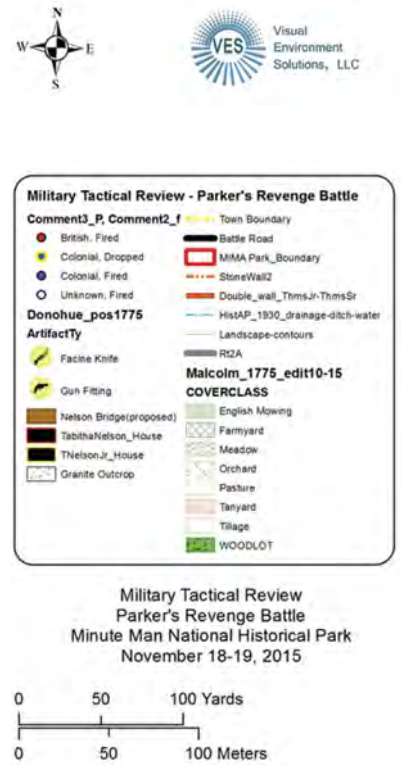 N
W E
S
VES
Visual
Environment
Solutions, LLC
Military Tactical Review - Parker's Revenge Battle
Comment3_P, Comment2_f
British, Fired
Colonial, Dropped
Colonial, Fired
Unknown, Fired
Donohue_pos1775
ArtifactTy
Facine Knife
Gun Fitting
Nelson Bridge(proposed)
TabithaNelson_House
TNelsonJr_House
Granite Outcrop
Town Boundary
Battle Road
MIMA Park_Boundary
StoneWall2
Double_wall_ThmsJr-ThmsSr
HistAP_1930_drainage-ditch-water
Landscape-contours
Rt2A
Malcolm_1775_edit10-15
COVERCLASS
English Mowing
Farmyard
Meadow
Orchard
Pasture
Tanyard
Tillage
WOODLOT
Military Tactical Review
Parker's Revenge Battle
Minute Man National Historical Park
November 18-19, 2015
0 50 100 Yards
0 50 100 Meters